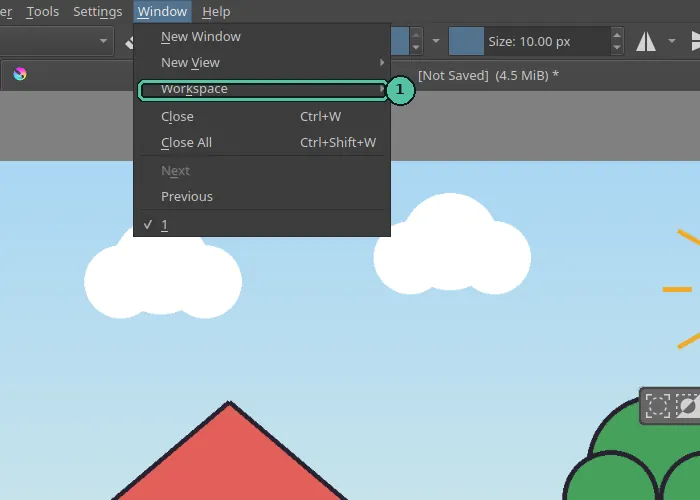 er Tools Settings Window Help
Size: 10.00 px
[Not Saved] (4.5 MiB) *
New Window
New View
Workspace
1
Close Ctrl+W
Close All Ctrl+Shift+W
Next
Previous
✓ 1